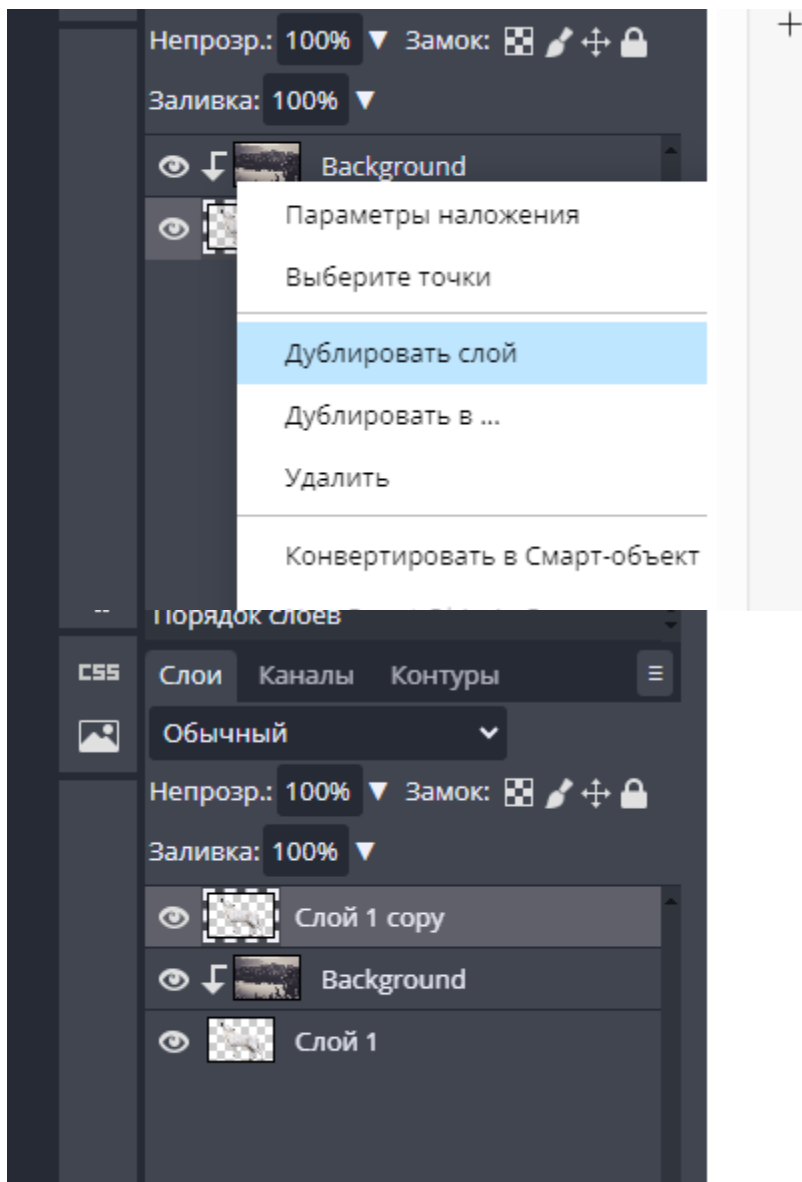 Непрозр.: 100% ▼ Замок:
Заливка: 100% ▼
Background
Параметры наложения
Выберите точки
Дублировать слой
Дублировать в ...
Удалить
Конвертировать в Смарт-объект
Порядок слоев
CSS
Слои Каналы Контуры
Обычный
Непрозр.: 100% ▼ Замок:
Заливка: 100% ▼
Слой 1 copy
Background
Слой 1